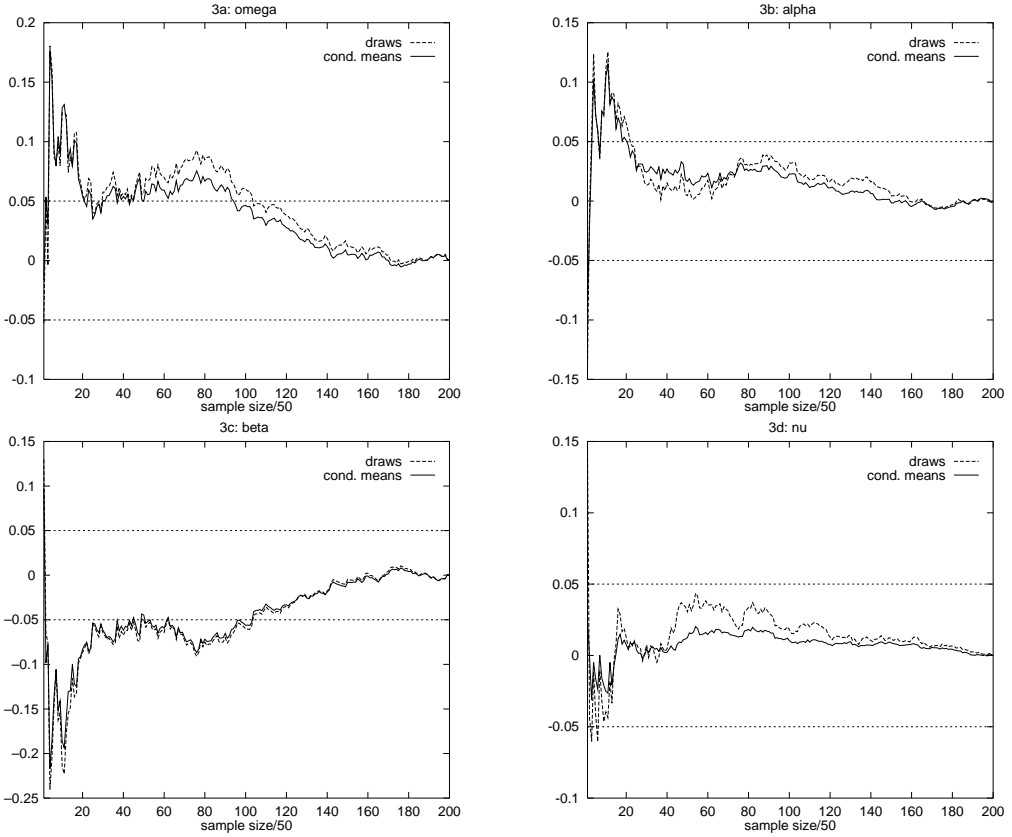 3a: omega
0.2
0.15
0.1
0.05
0
-0.05
-0.1
draws
cond. means
20 40 60 80 100 120 140 160 180 200
sample size/50
3b: alpha
0.15
0.1
0.05
0
-0.05
-0.1
-0.15
draws
cond. means
20 40 60 80 100 120 140 160 180 200
sample size/50
3c: beta
0.15
0.1
0.05
0
–0.05
–0.1
–0.15
–0.2
–0.25
draws
cond. means
20 40 60 80 100 120 140 160 180 200
sample size/50
3d: nu
0.15
0.1
0.05
0
-0.05
-0.1
draws
cond. means
20 40 60 80 100 120 140 160 180 200
sample size/50